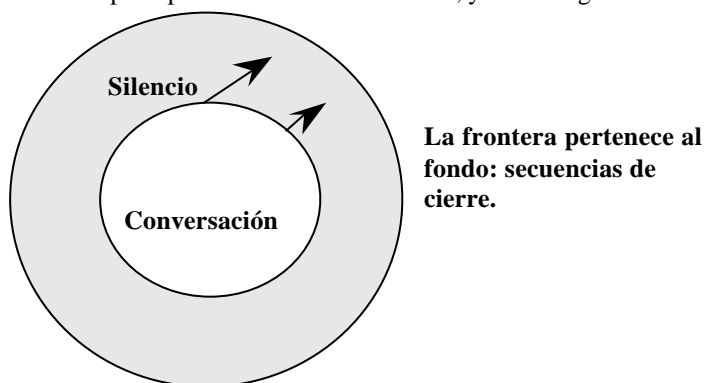 Silencio
Conversación
La frontera pertenece al
fondo: secuencias de
cierre.